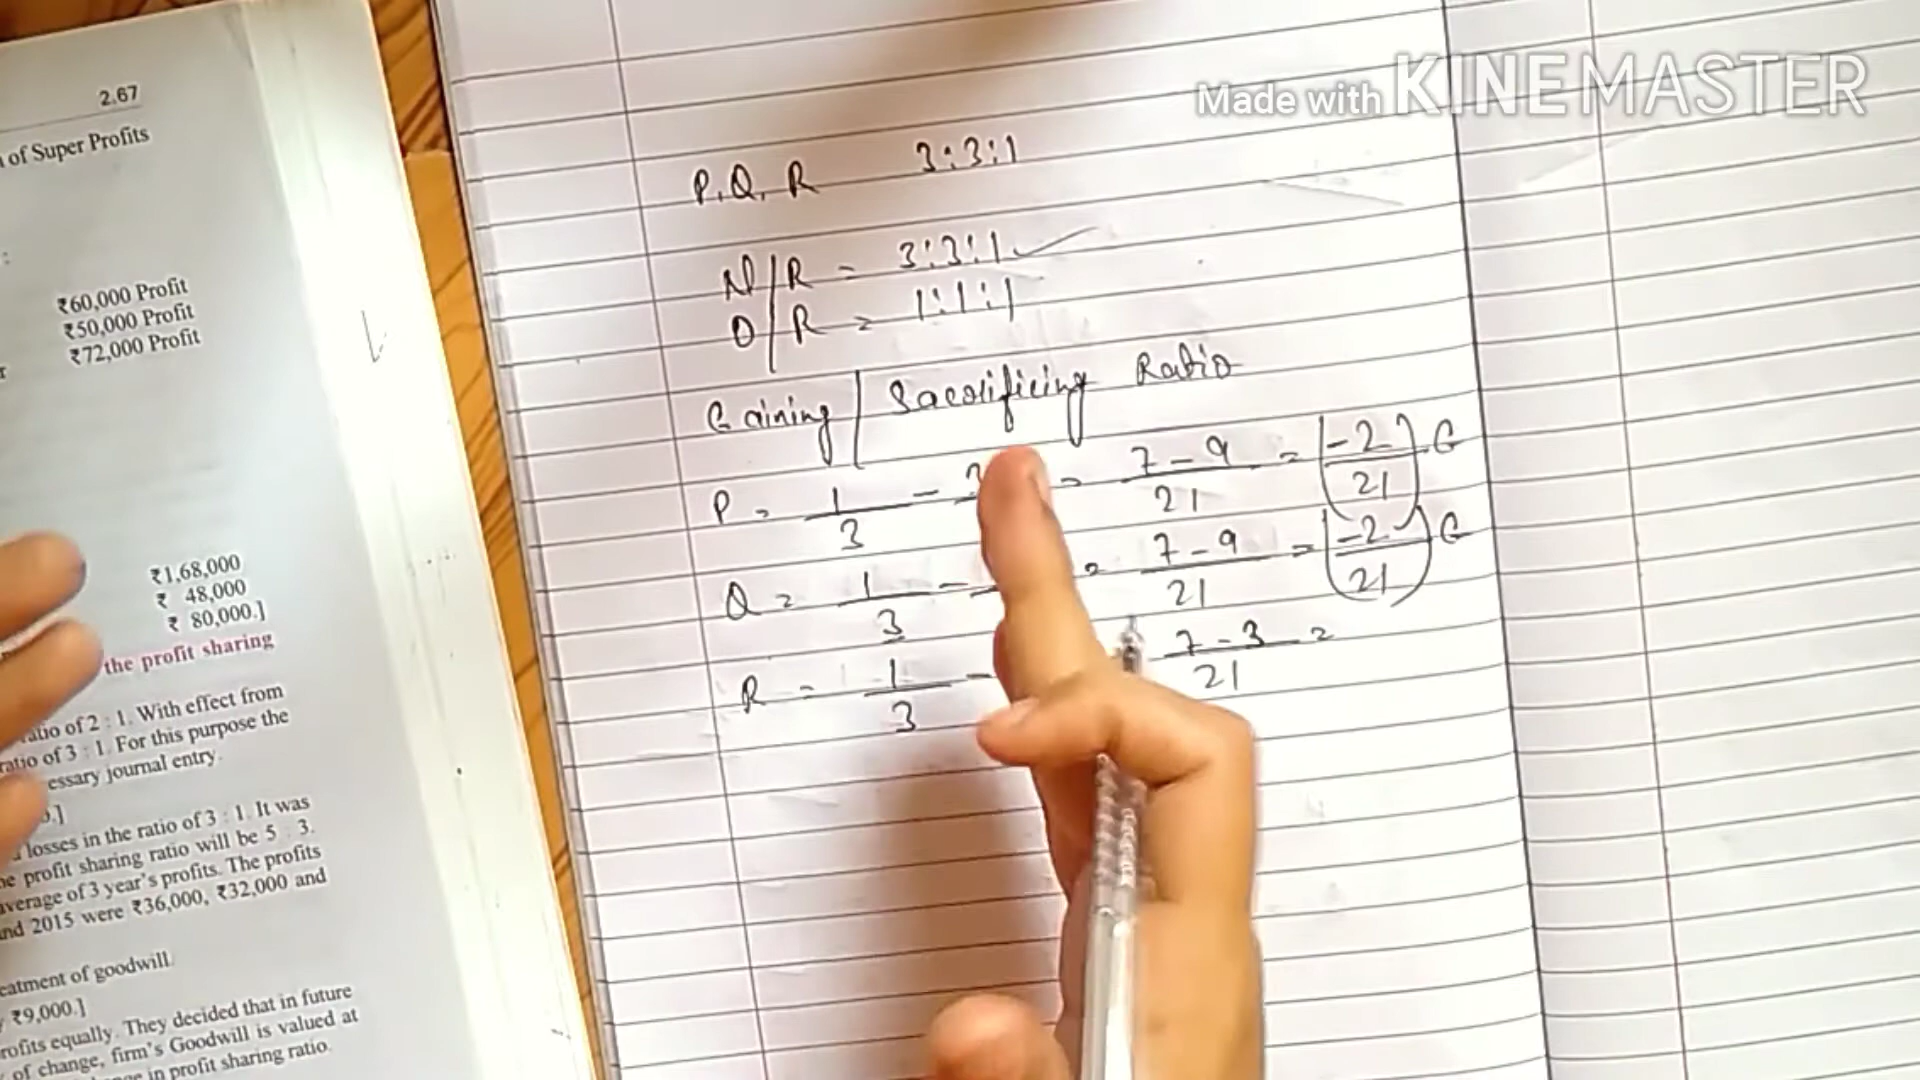 2.67
of Super Profits
:
₹60,000 Profit
₹50,000 Profit
₹72,000 Profit
₹1,68,000
₹ 48,000
₹ 80,000.]
the profit sharing
ratio of 2 : 1. With effect from
ratio of 3 : 1. For this purpose the
essary journal entry.
losses in the ratio of 3 : 1. It was
profit sharing ratio will be 5 : 3.
average of 3 year's profits. The profits
and 2015 were ₹36,000, ₹32,000 and
eatment of goodwill.
₹9,000.]
rofits equally. They decided that in future
of change, firm's Goodwill is valued at
in profit sharing ratio.
Made with KINEMASTER
P, Q, R 3:3:1
N/R = 3:3:1
O/R = 1:1:1
Gaining / Sacrificing Ratio
P = 1/3 - = 7-9/21 = (-2/21) G
Q = 1/3 - = 7-9/21 = (-2/21) G
R = 1/3 - 7-3/21 =